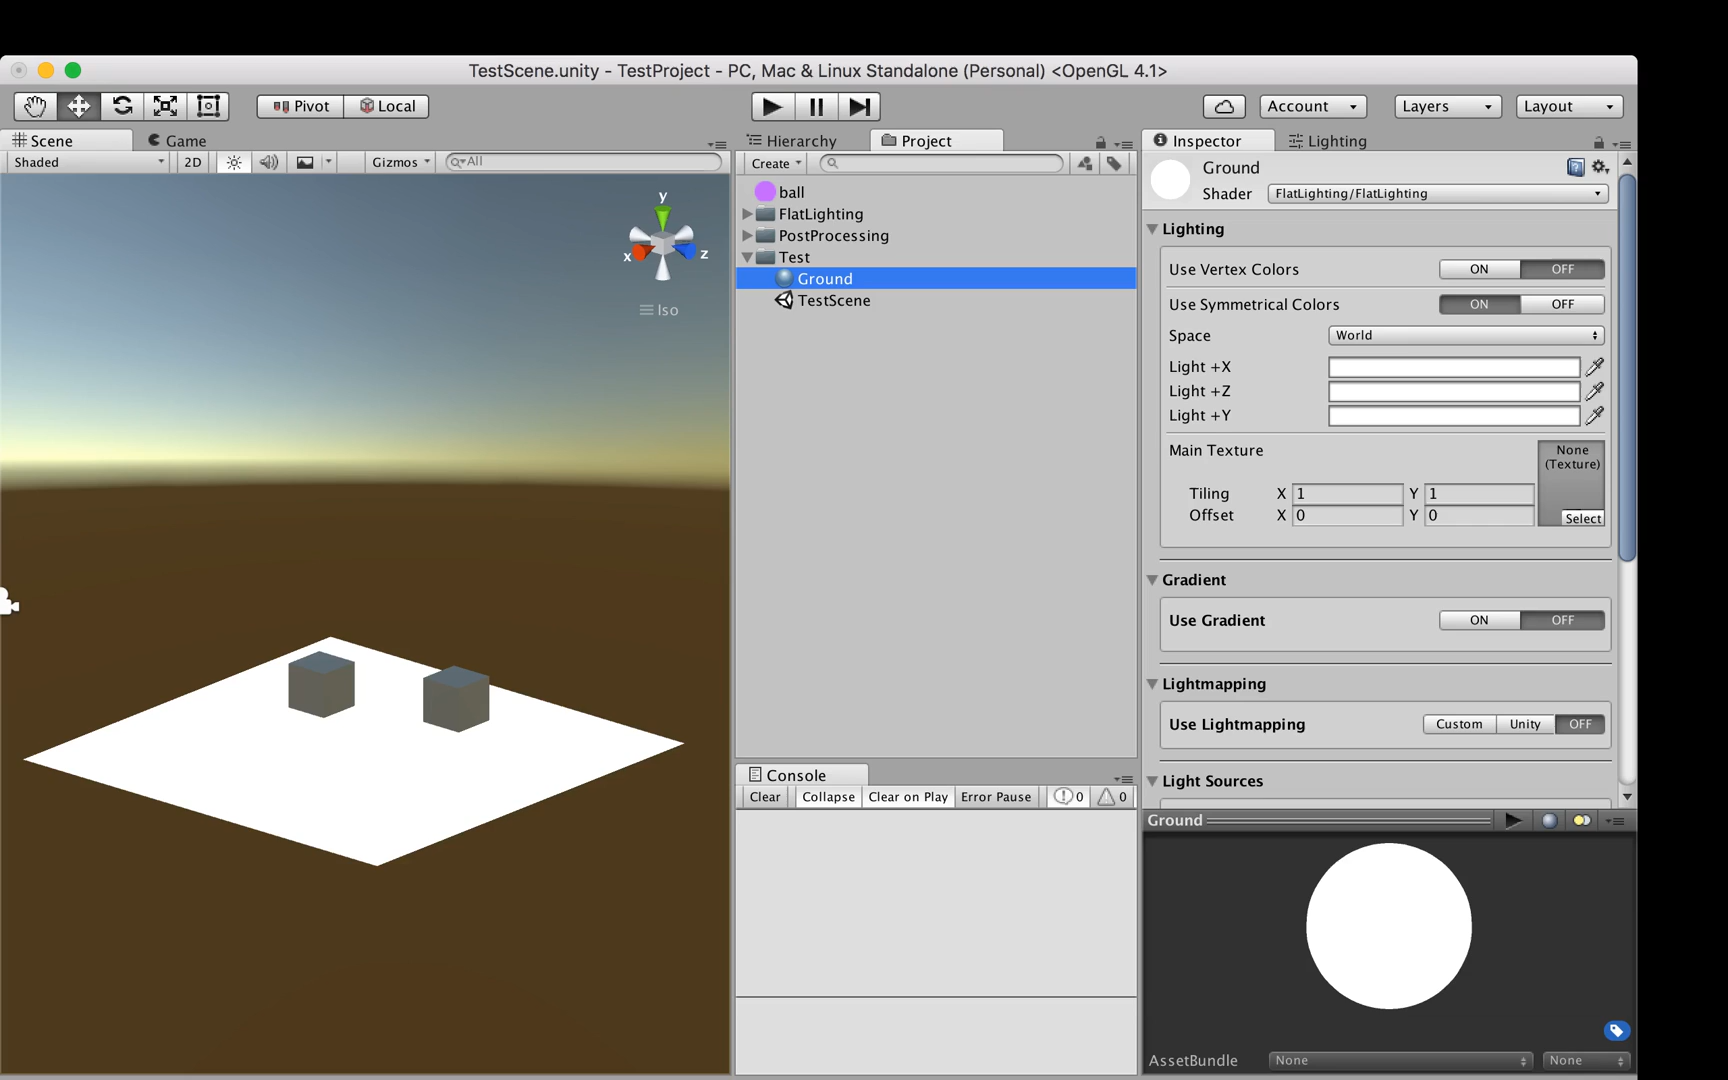 TestScene.unity - TestProject - PC, Mac & Linux Standalone (Personal) <OpenGL 4.1>
Pivot Local
Account Layers Layout
Scene Game
Shaded 2D Gizmos All
y
x z
Iso
Hierarchy Project
Create
ball
FlatLighting
PostProcessing
Test
Ground
TestScene
Console
Clear Collapse Clear on Play Error Pause 0 0
Inspector Lighting
Ground
Shader FlatLighting/FlatLighting
Lighting
Use Vertex Colors ON OFF
Use Symmetrical Colors ON OFF
Space World
Light +X
Light +Z
Light +Y
Main Texture None
(Texture)
Tiling X 1 Y 1
Offset X 0 Y 0
Select
Gradient
Use Gradient ON OFF
Lightmapping
Use Lightmapping Custom Unity OFF
Light Sources
Ground
AssetBundle None None